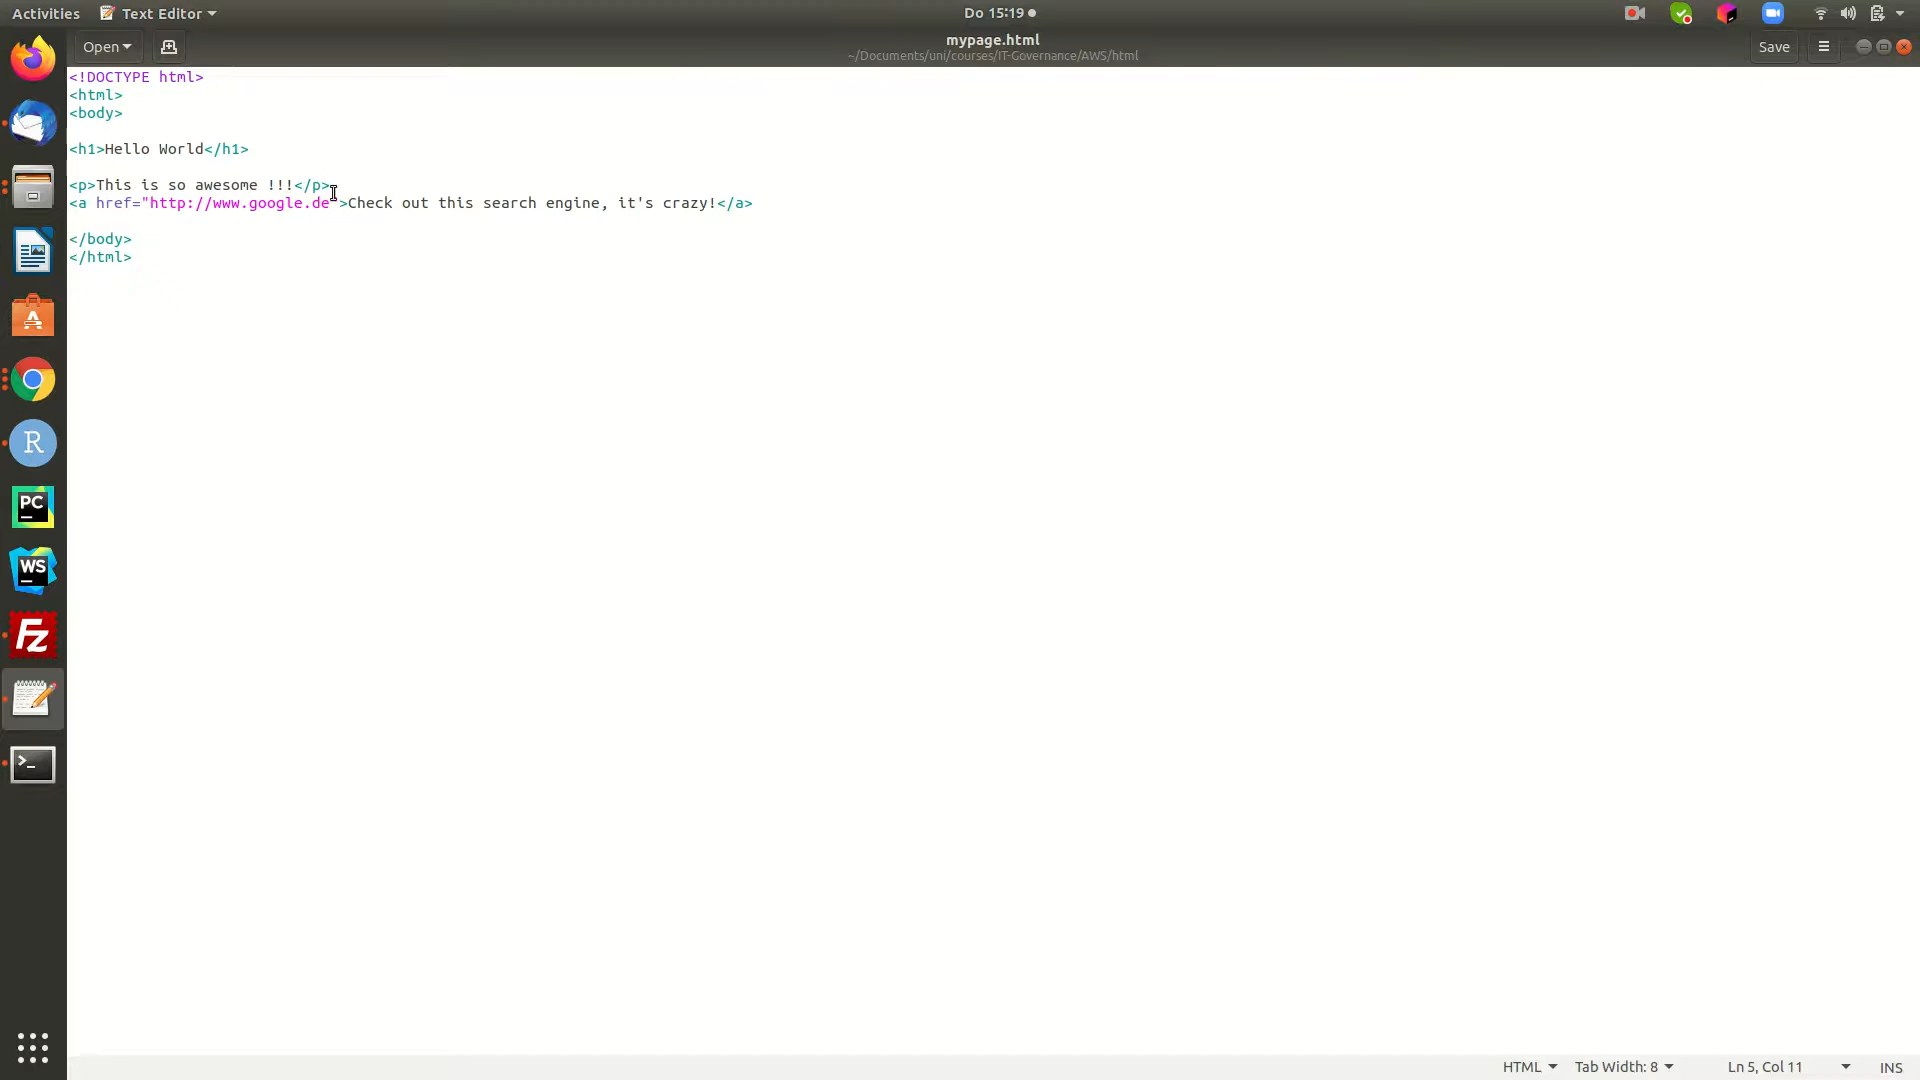 Activities Text Editor Do 15:19
Open mypage.html Save
~/Documents/uni/courses/IT-Governance/AWS/html
<!DOCTYPE html>
<html>
<body>
<h1>Hello World</h1>
<p>This is so awesome !!!</p>
<a href="http://www.google.de">Check out this search engine, it's crazy!</a>
</body>
</html>
R
PC
WS
Fz
>_
HTML Tab Width: 8 Ln 5, Col 11 INS